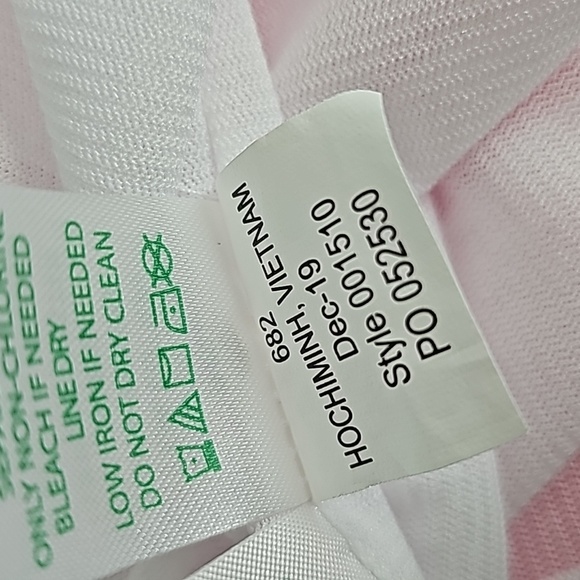 ONLY NON-CHLORINE
BLEACH IF NEEDED
LINE DRY
LOW IRON IF NEEDED
DO NOT DRY CLEAN
682
HOCHIMINH, VIETNAM
Dec-19
Style 001510
PO 052530